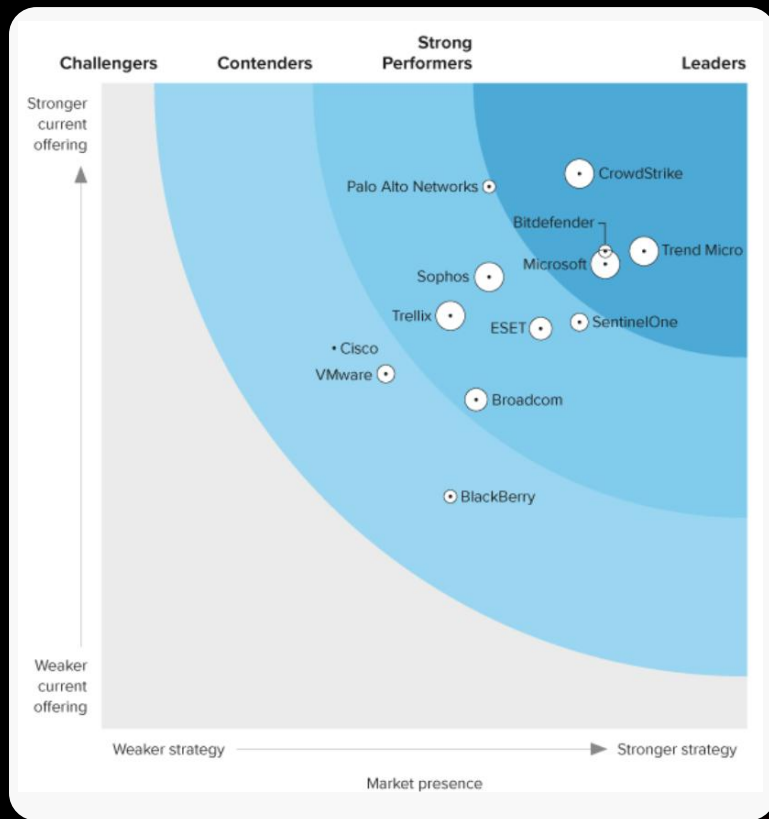 Strong
Challengers Contenders Performers Leaders
Stronger
current
offering
CrowdStrike
Palo Alto Networks
Bitdefender
Trend Micro
Microsoft
Sophos
Trellix
ESET
SentinelOne
Cisco
VMware
Broadcom
BlackBerry
Weaker
current
offering
Weaker strategy
Stronger strategy
Market presence